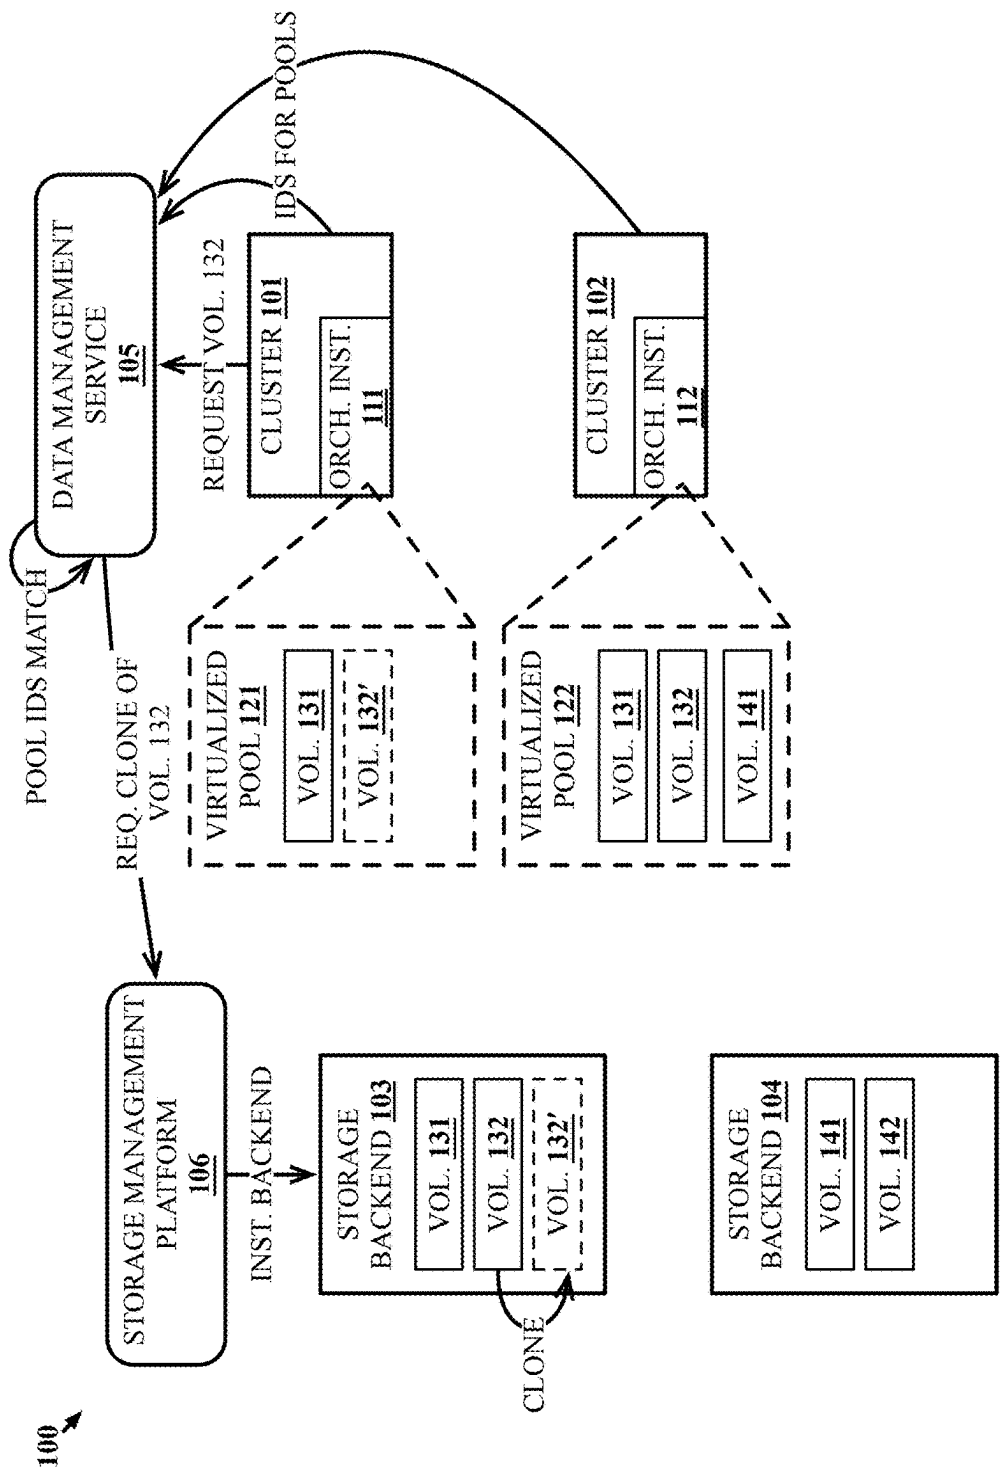 100
STORAGE MANAGEMENT
PLATFORM
106
INST. BACKEND
STORAGE
BACKEND 103
VOL. 131
VOL. 132
VOL. 132'
CLONE
STORAGE
BACKEND 104
VOL. 141
VOL. 142
REQ. CLONE OF
VOL. 132
POOL IDS MATCH
DATA MANAGEMENT
SERVICE
105
VIRTUALIZED
POOL 121
VOL. 131
VOL. 132'
VIRTUALIZED
POOL 122
VOL. 131
VOL. 132
VOL. 141
REQUEST VOL. 132
CLUSTER 101
ORCH. INST.
111
CLUSTER 102
ORCH. INST.
112
IDS FOR POOLS